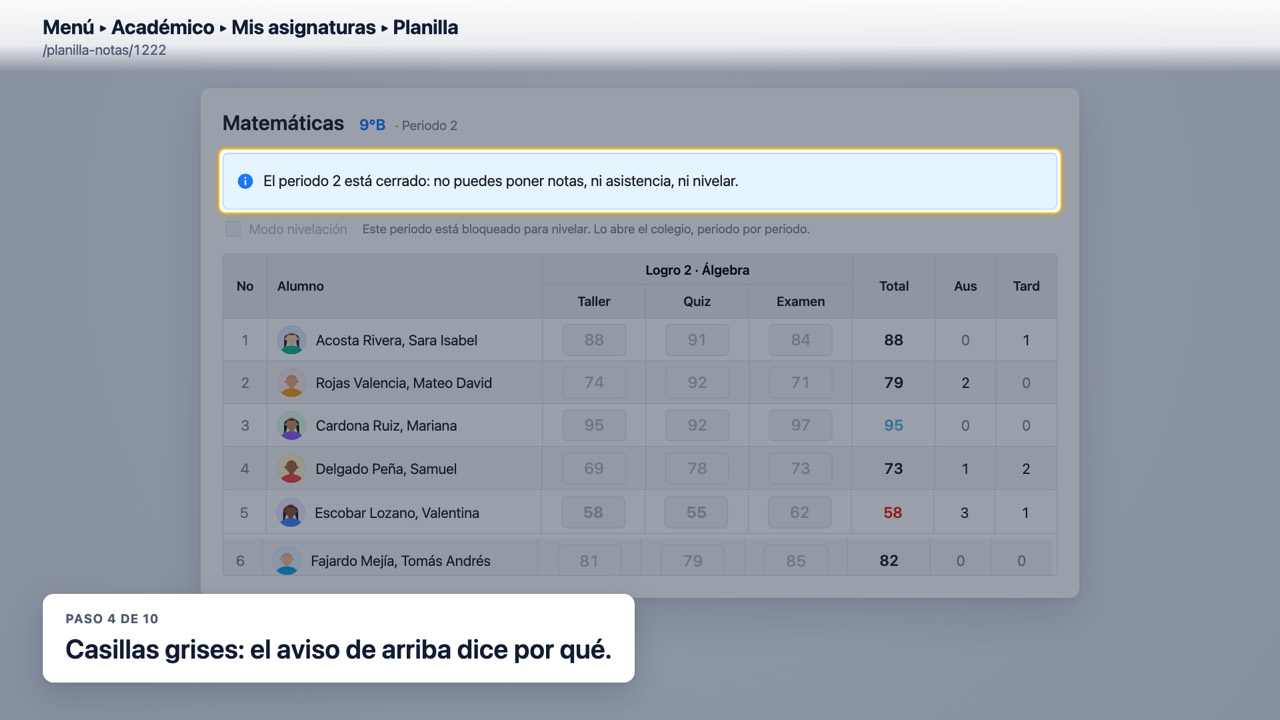 Menú ▸ Académico ▸ Mis asignaturas ▸ Planilla
/planilla-notas/1222
Matemáticas 9°B · Periodo 2
El periodo 2 está cerrado: no puedes poner notas, ni asistencia, ni nivelar.
Modo nivelación Este periodo está bloqueado para nivelar. Lo abre el colegio, periodo por periodo.
No Alumno Logro 2 · Álgebra Total Aus Tard
Taller Quiz Examen
1 Acosta Rivera, Sara Isabel 88 91 84 88 0 1
2 Rojas Valencia, Mateo David 74 92 71 79 2 0
3 Cardona Ruiz, Mariana 95 92 97 95 0 0
4 Delgado Peña, Samuel 69 78 73 73 1 2
5 Escobar Lozano, Valentina 58 55 62 58 3 1
6 Fajardo Mejía, Tomás Andrés 81 79 85 82 0 0
PASO 4 DE 10
Casillas grises: el aviso de arriba dice por qué.